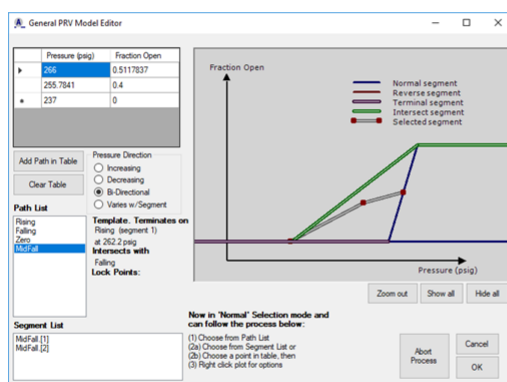 General PRV Model Editor
Pressure (psig) Fraction Open
266 0.5117837
255.7841 0.4
237 0
Add Path in Table
Clear Table
Pressure Direction
Increasing
Decreasing
Bi-Directional
Varies w/Segment
Path List
Rising
Falling
Zero
MidFall
Template. Terminates on
Rising (segment 1)
at 262.2 psig
Intersects with
Falling
Lock Points:
Segment List
MidFall.[1]
MidFall.[2]
Fraction Open
Normal segment
Reverse segment
Terminal segment
Intersect segment
Selected segment
Pressure (psig)
Zoom out Show all Hide all
Now in "Normal" Selection mode and
can follow the process below:
(1) Choose from Path List
(2a) Choose from Segment List or
(2b) Choose a point in table, then
(3) Right click plot for options
Abort
Process
Cancel
OK